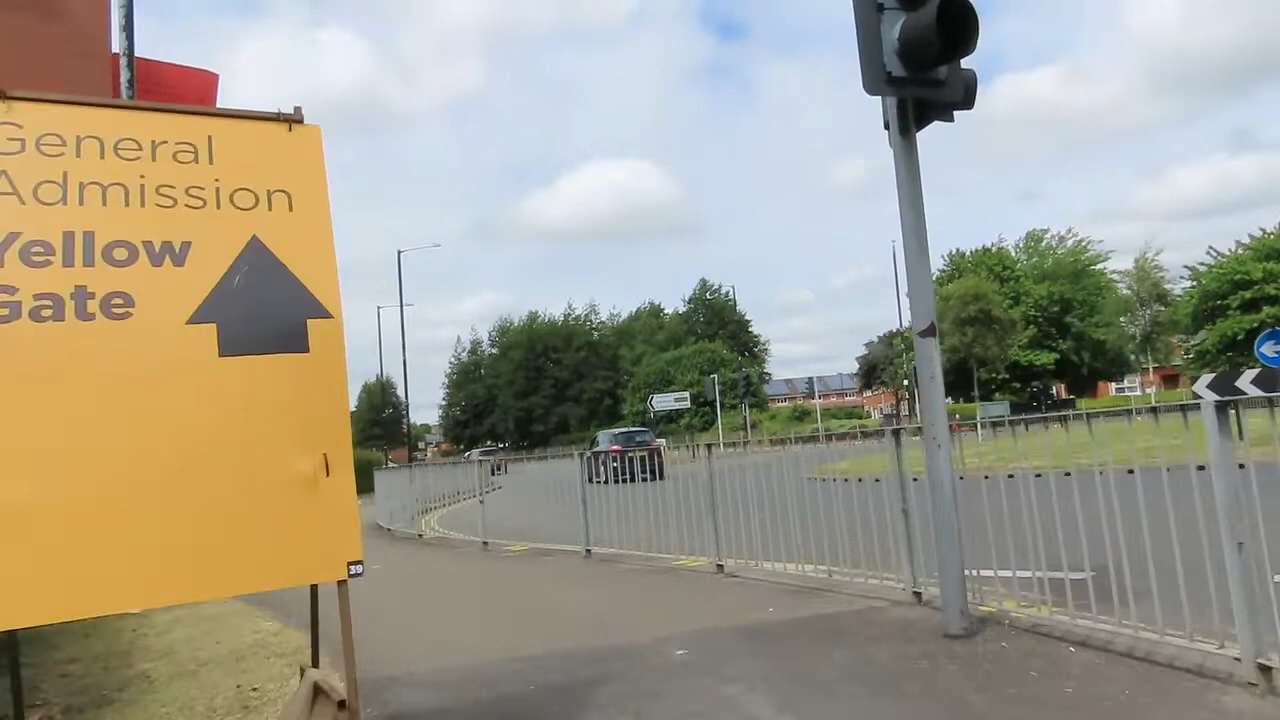 General
Admission
Yellow
Gate
39